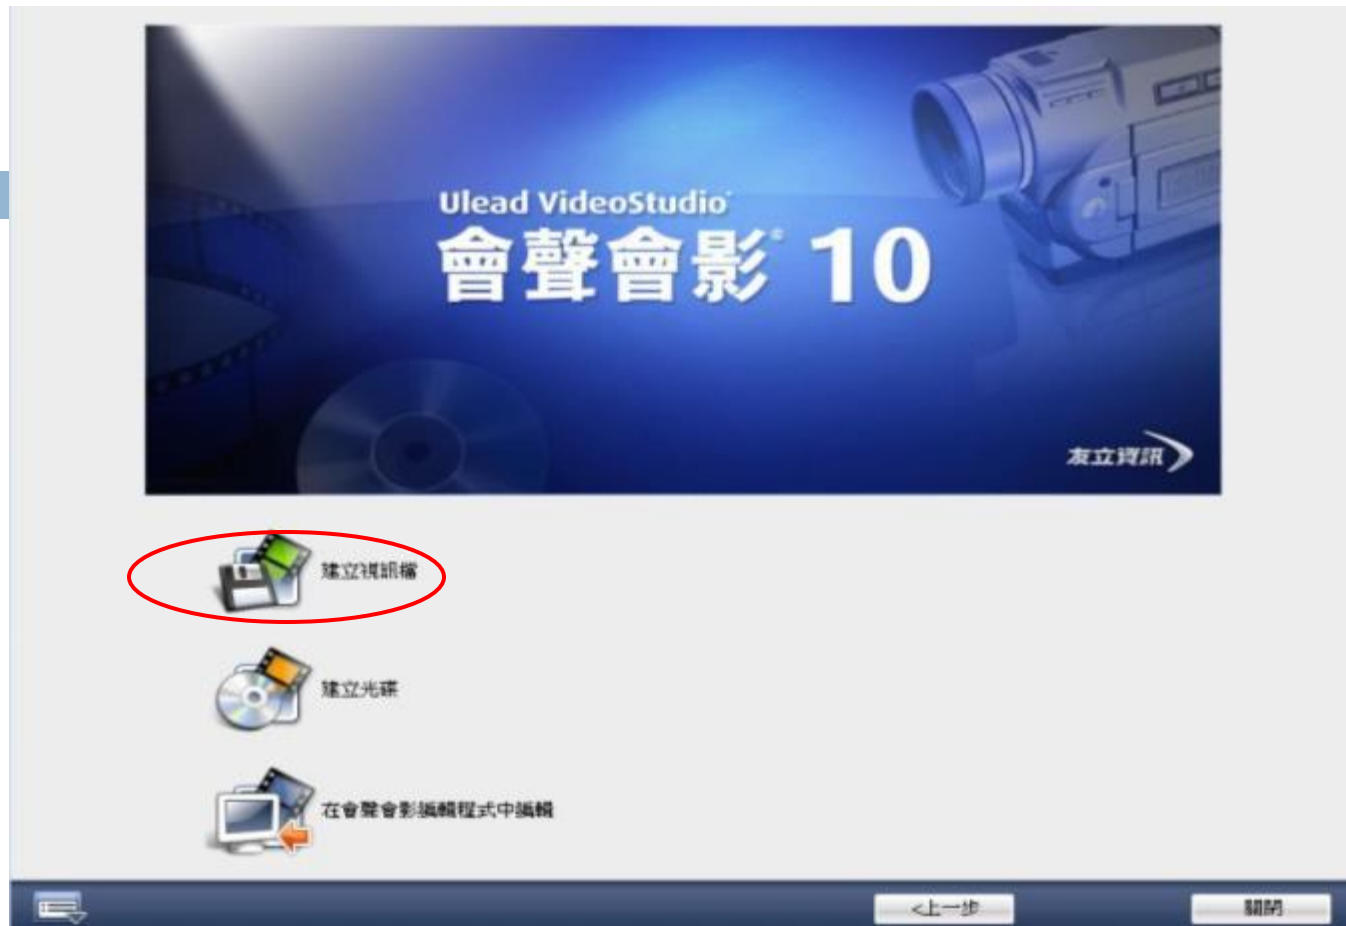 Ulead VideoStudio®
會聲會影® 10
友立資訊
建立視訊檔
建立光碟
在會聲會影編輯程式中編輯
<上一步
關閉